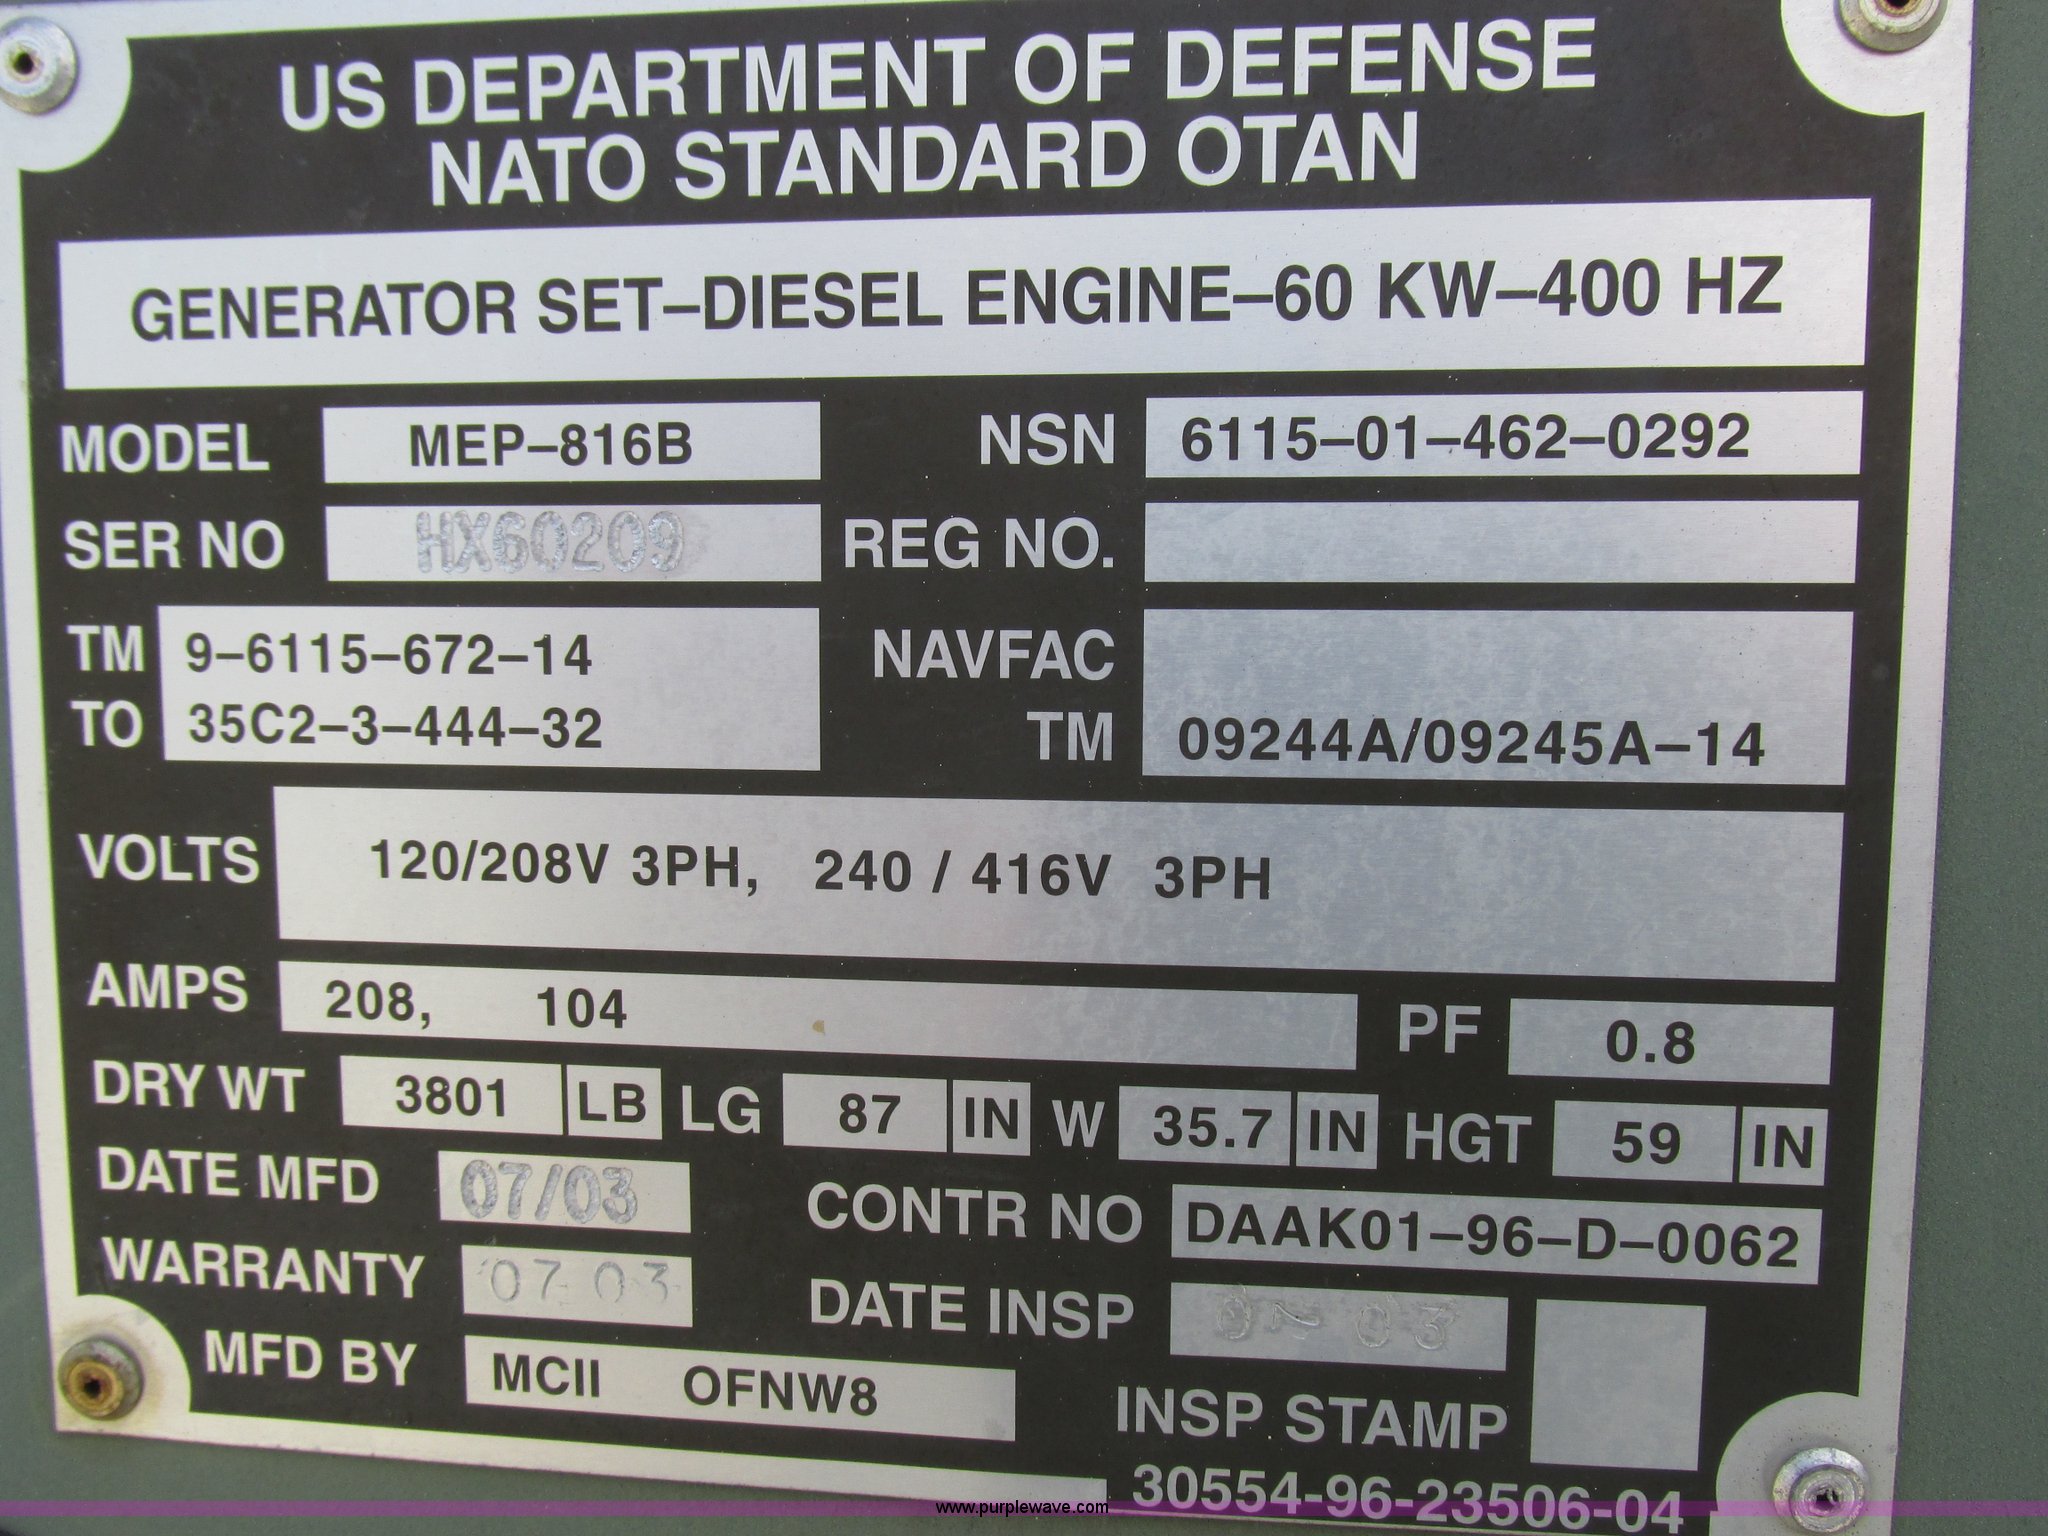 US DEPARTMENT OF DEFENSE
NATO STANDARD OTAN
GENERATOR SET–DIESEL ENGINE–60 KW–400 HZ
MODEL MEP–816B NSN 6115–01–462–0292
SER NO HX60209 REG NO.
TM 9–6115–672–14 NAVFAC
TO 35C2–3–444–32 TM 09244A/09245A–14
VOLTS 120/208V 3PH, 240 / 416V 3PH
AMPS 208, 104 PF 0.8
DRY WT 3801 LB LG 87 IN W 35.7 IN HGT 59 IN
DATE MFD 07/03 CONTR NO DAAK01–96–D–0062
WARRANTY 07 03 DATE INSP 07 03
MFD BY MCII OFNW8
INSP STAMP
30554-96-23506-04
www.purplewave.com